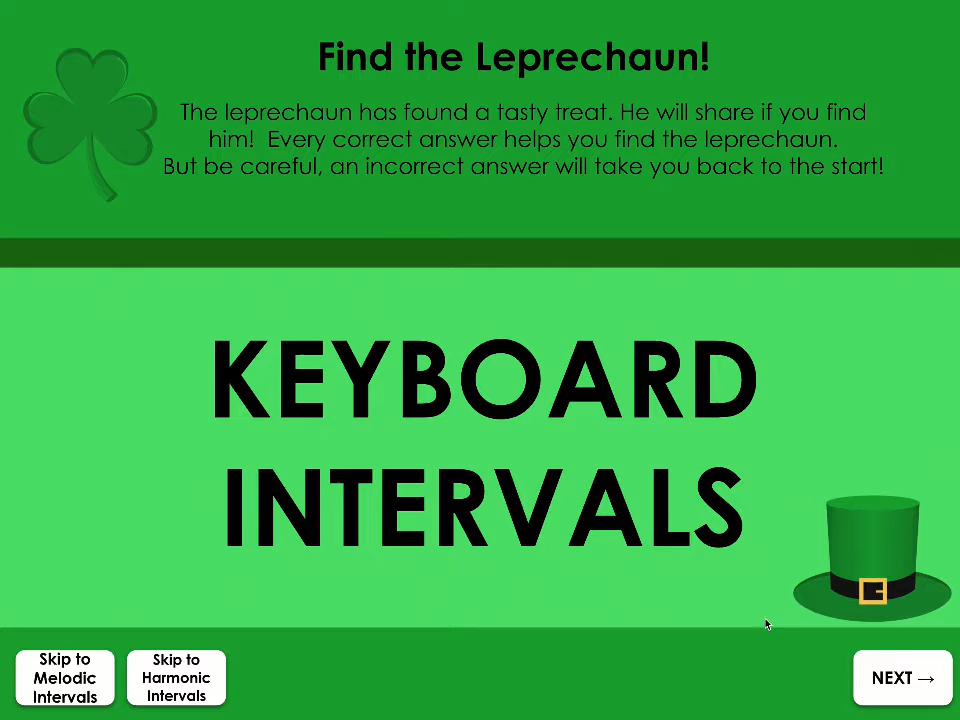 Find the Leprechaun!
The leprechaun has found a tasty treat. He will share if you find
him!  Every correct answer helps you find the leprechaun.
But be careful, an incorrect answer will take you back to the start!
KEYBOARD
INTERVALS
Skip to
Melodic
Intervals
Skip to
Harmonic
Intervals
NEXT →